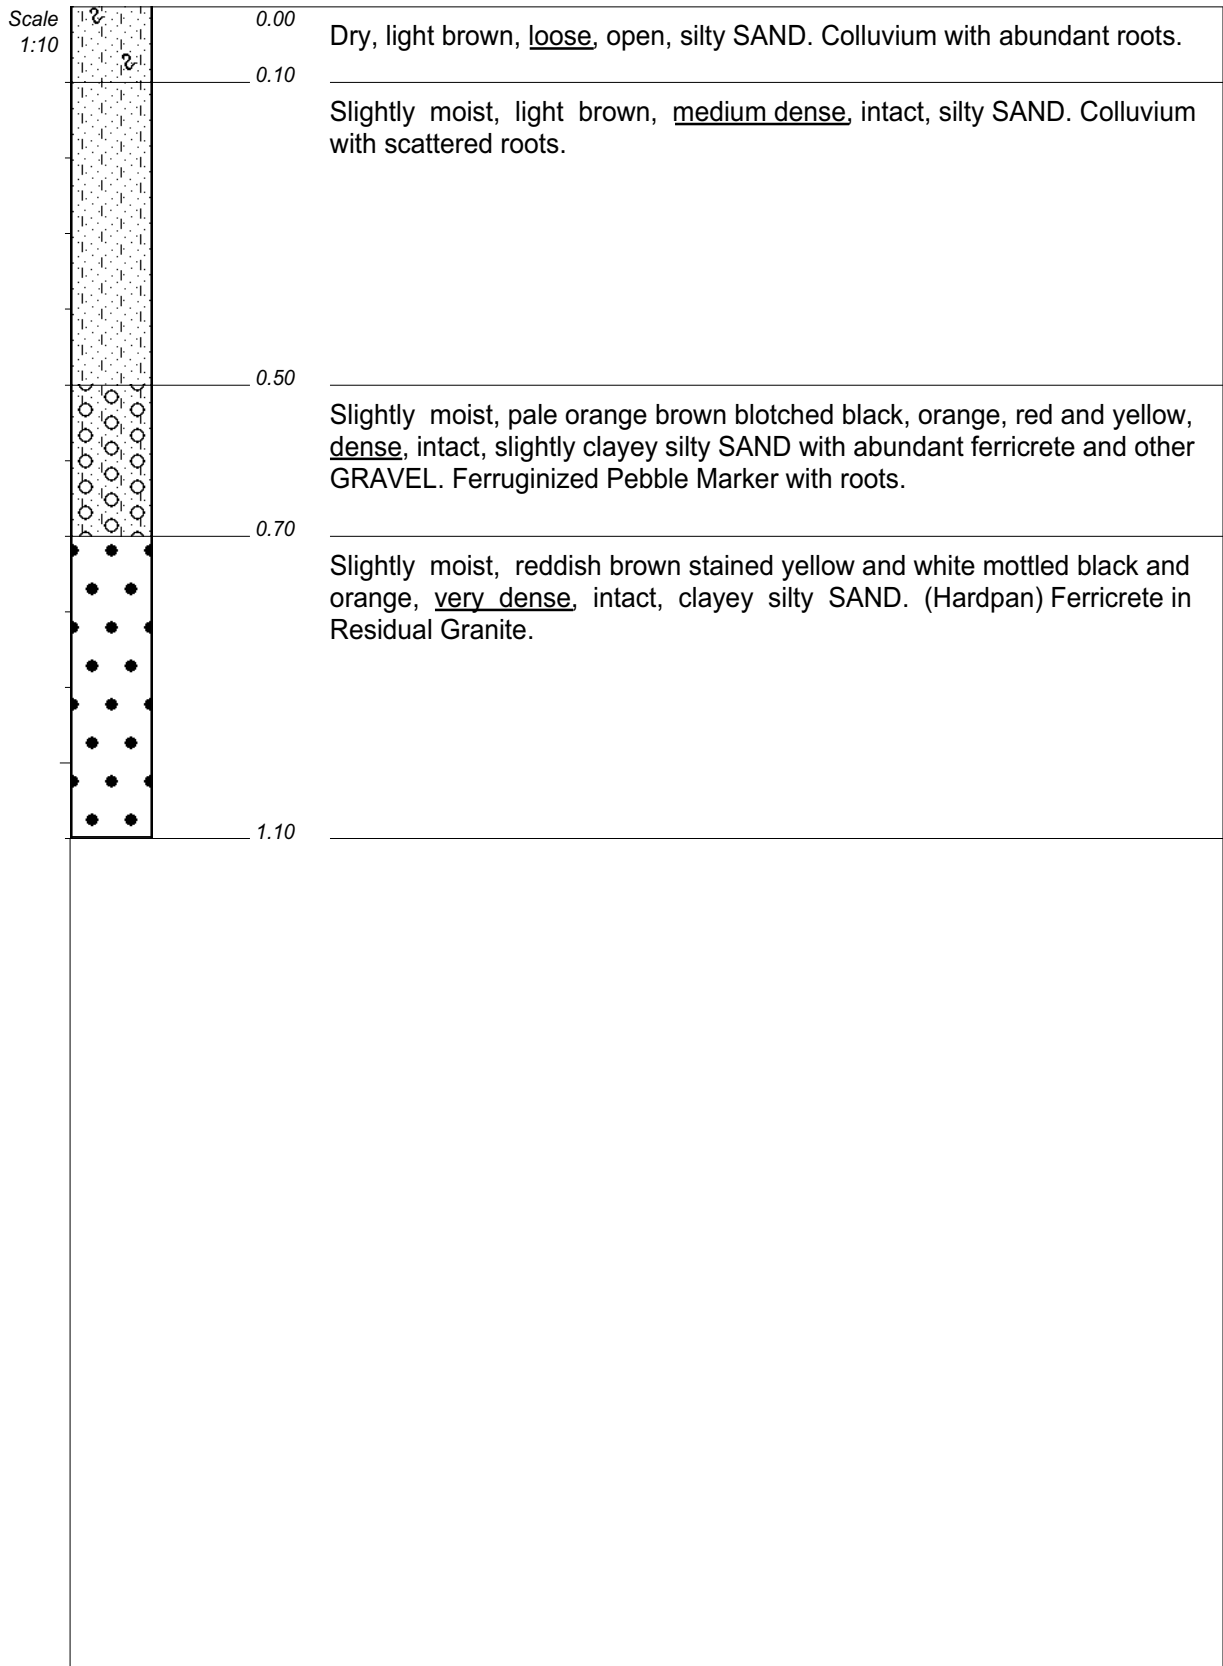 Scale
1:10
0.00
Dry, light brown, loose, open, silty SAND. Colluvium with abundant roots.
0.10
Slightly moist, light brown, medium dense, intact, silty SAND. Colluvium
with scattered roots.
0.50
Slightly moist, pale orange brown blotched black, orange, red and yellow,
dense, intact, slightly clayey silty SAND with abundant ferricrete and other
GRAVEL. Ferruginized Pebble Marker with roots.
0.70
Slightly moist, reddish brown stained yellow and white mottled black and
orange, very dense, intact, clayey silty SAND. (Hardpan) Ferricrete in
Residual Granite.
1.10